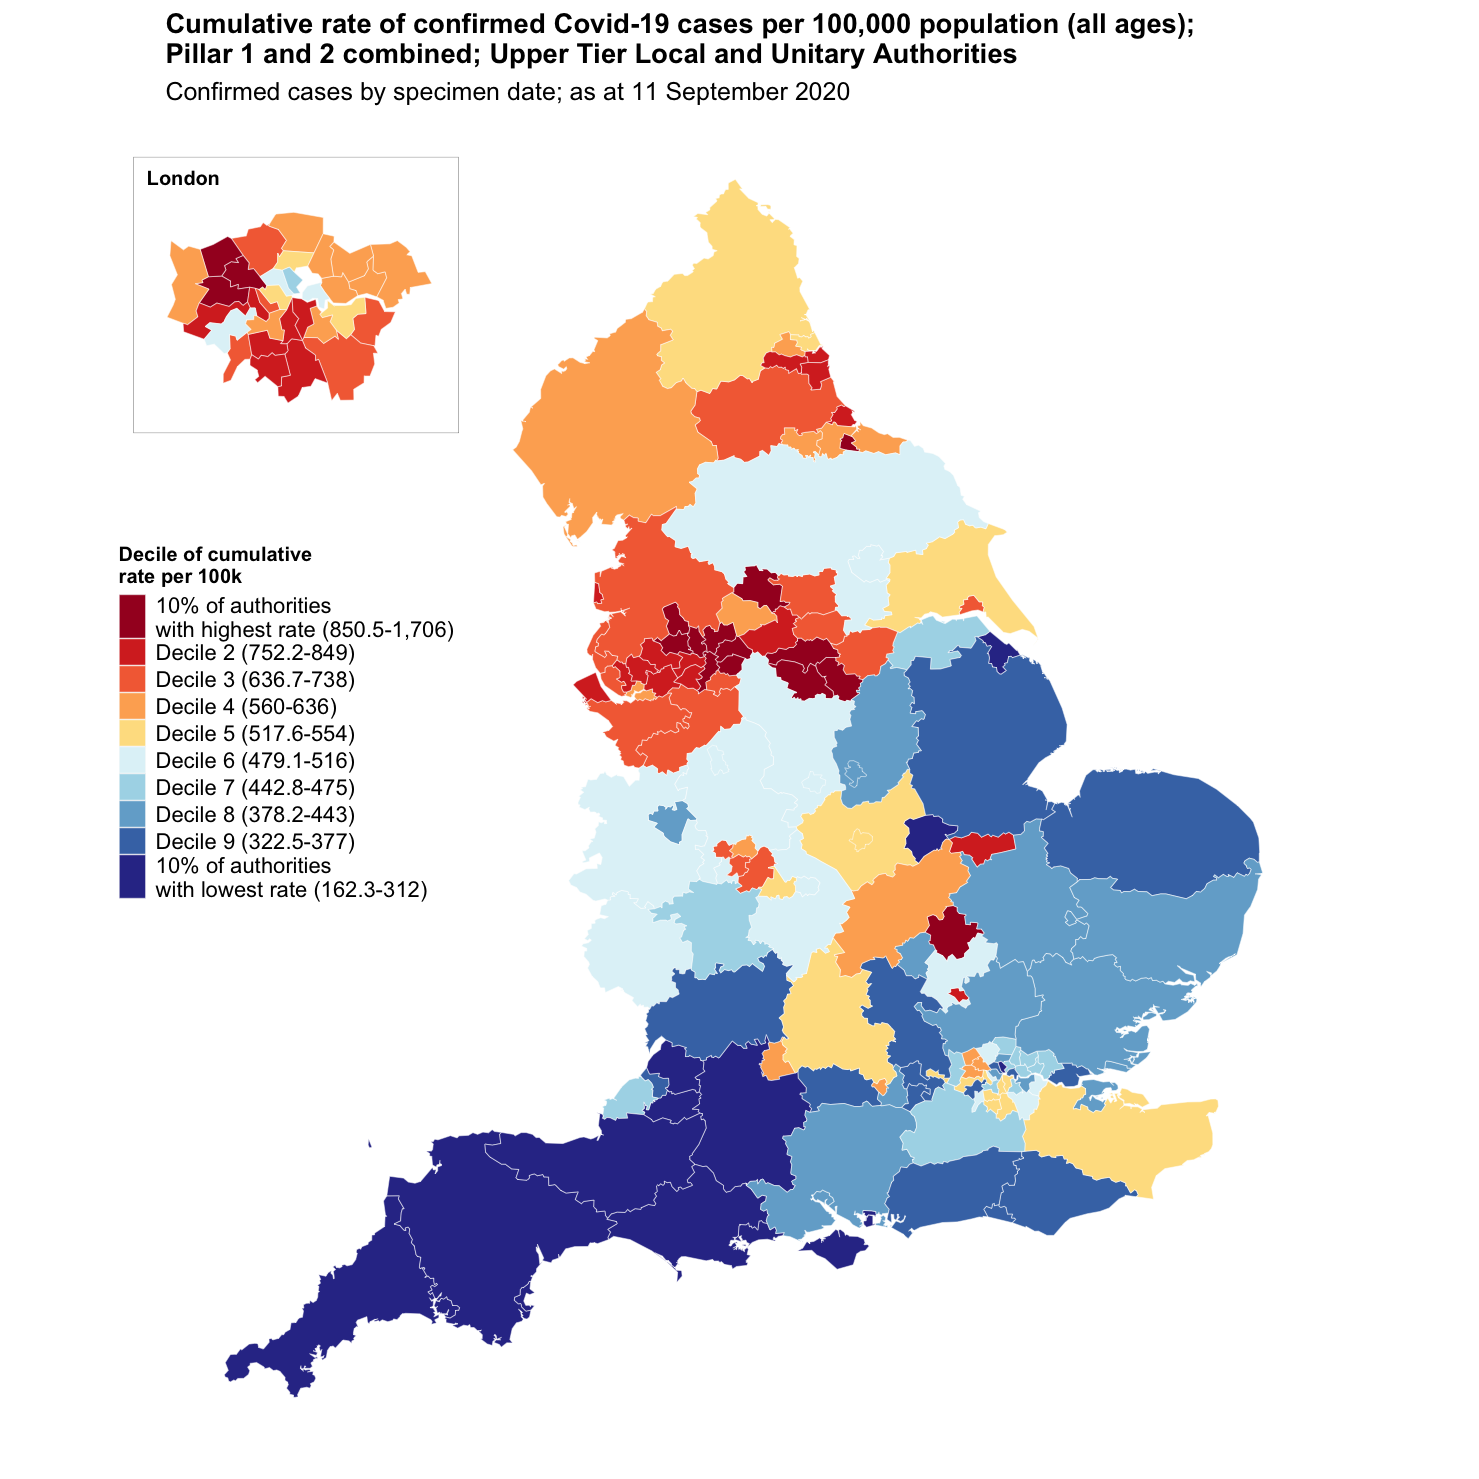 Cumulative rate of confirmed Covid-19 cases per 100,000 population (all ages);
Pillar 1 and 2 combined; Upper Tier Local and Unitary Authorities
Confirmed cases by specimen date; as at 11 September 2020
London
Decile of cumulative
rate per 100k
10% of authorities
with highest rate (850.5-1,706)
Decile 2 (752.2-849)
Decile 3 (636.7-738)
Decile 4 (560-636)
Decile 5 (517.6-554)
Decile 6 (479.1-516)
Decile 7 (442.8-475)
Decile 8 (378.2-443)
Decile 9 (322.5-377)
10% of authorities
with lowest rate (162.3-312)